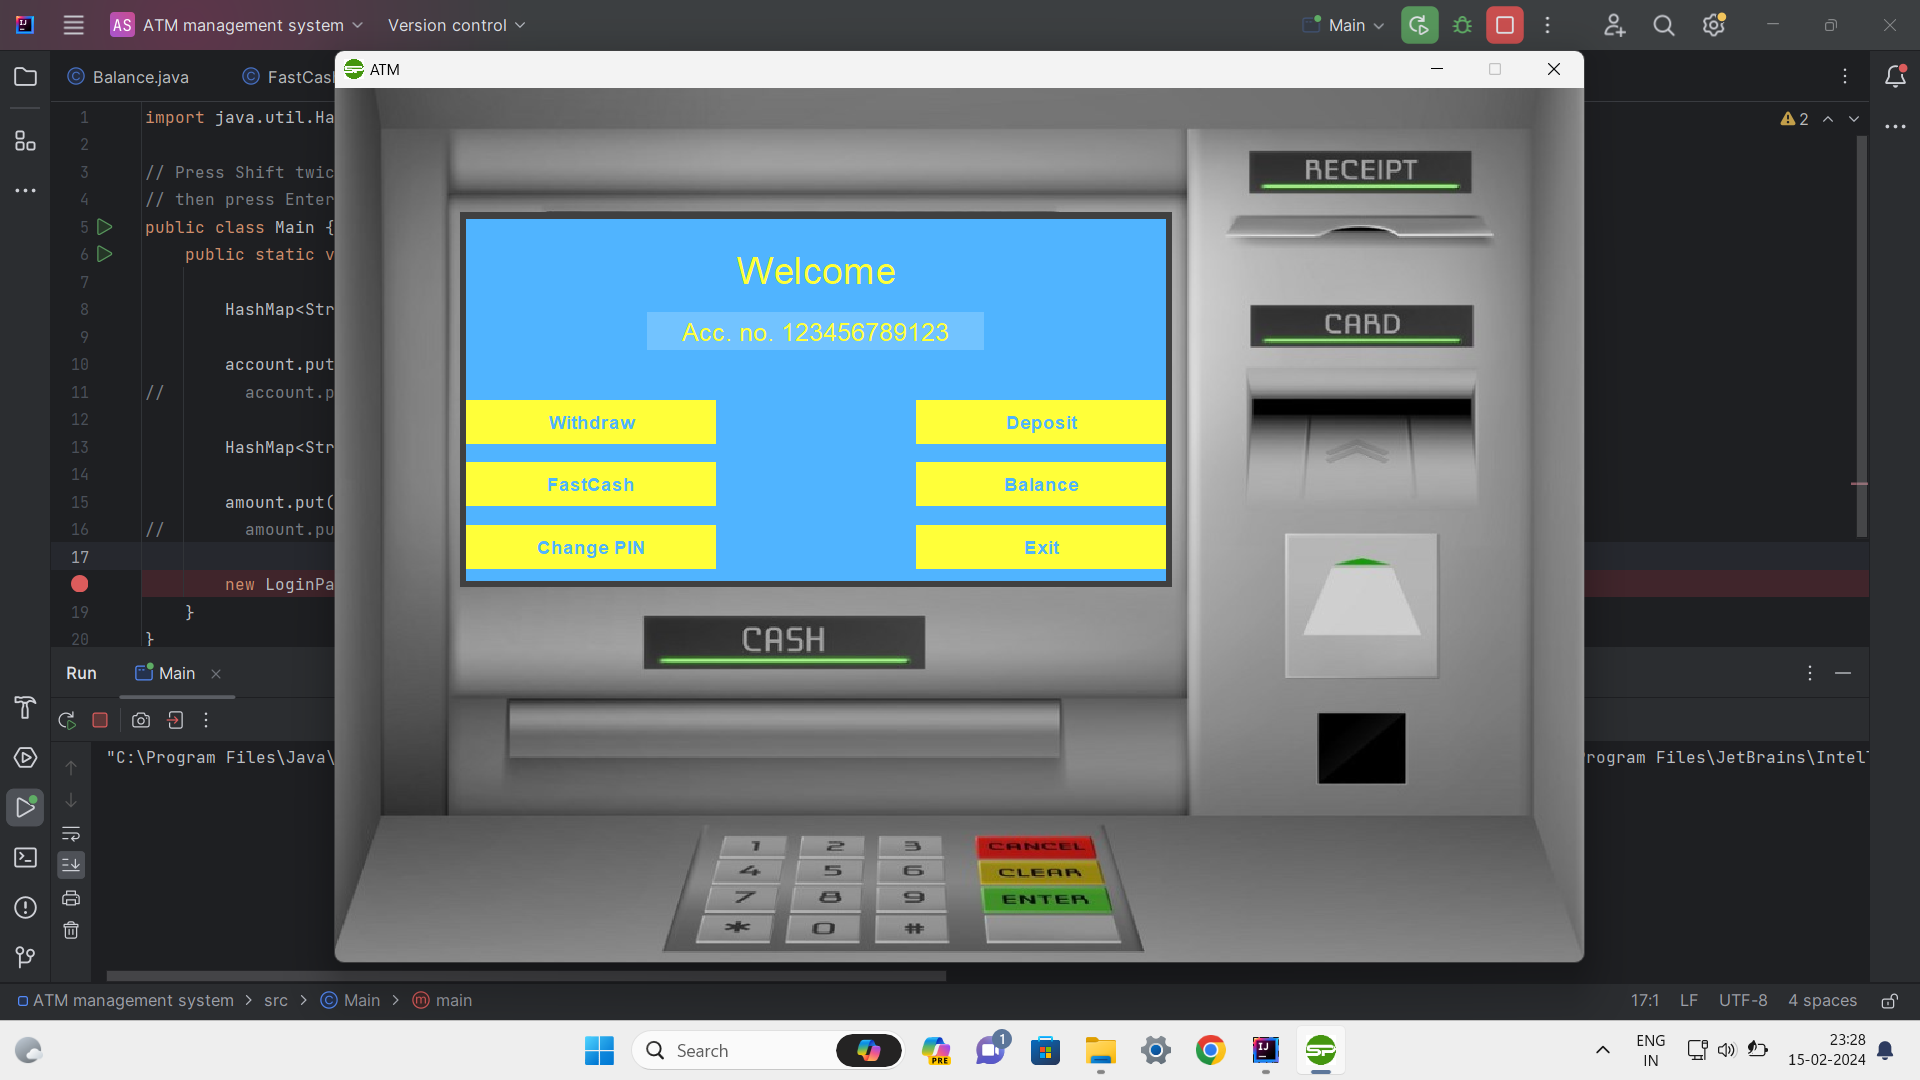 AS ATM management system
Version control
Main
Balance.java
FastCas
ATM
2
1 import java.util.Ha
2
3 // Press Shift twic
4 // then press Enter
5 public class Main {
6 public static v
7
8 HashMap<Str
9
10 account.put
11 // account.p
12
13 HashMap<Str
14
15 amount.put(
16 // amount.pu
17
new LoginPa
19 }
20 }
Welcome
Acc. no. 123456789123
Withdraw
Deposit
FastCash
Balance
Change PIN
Exit
RECEIPT
CARD
CASH
1 2 3 CANCEL
4 5 6 CLEAR
7 8 9 ENTER
* 0 #
Run
Main
"C:\Program Files\Java\
rogram Files\JetBrains\Intel
ATM management system > src > Main > main
17:1 LF UTF-8 4 spaces
Search
PRE
1
IJ
SP
ENG
IN
23:28
15-02-2024